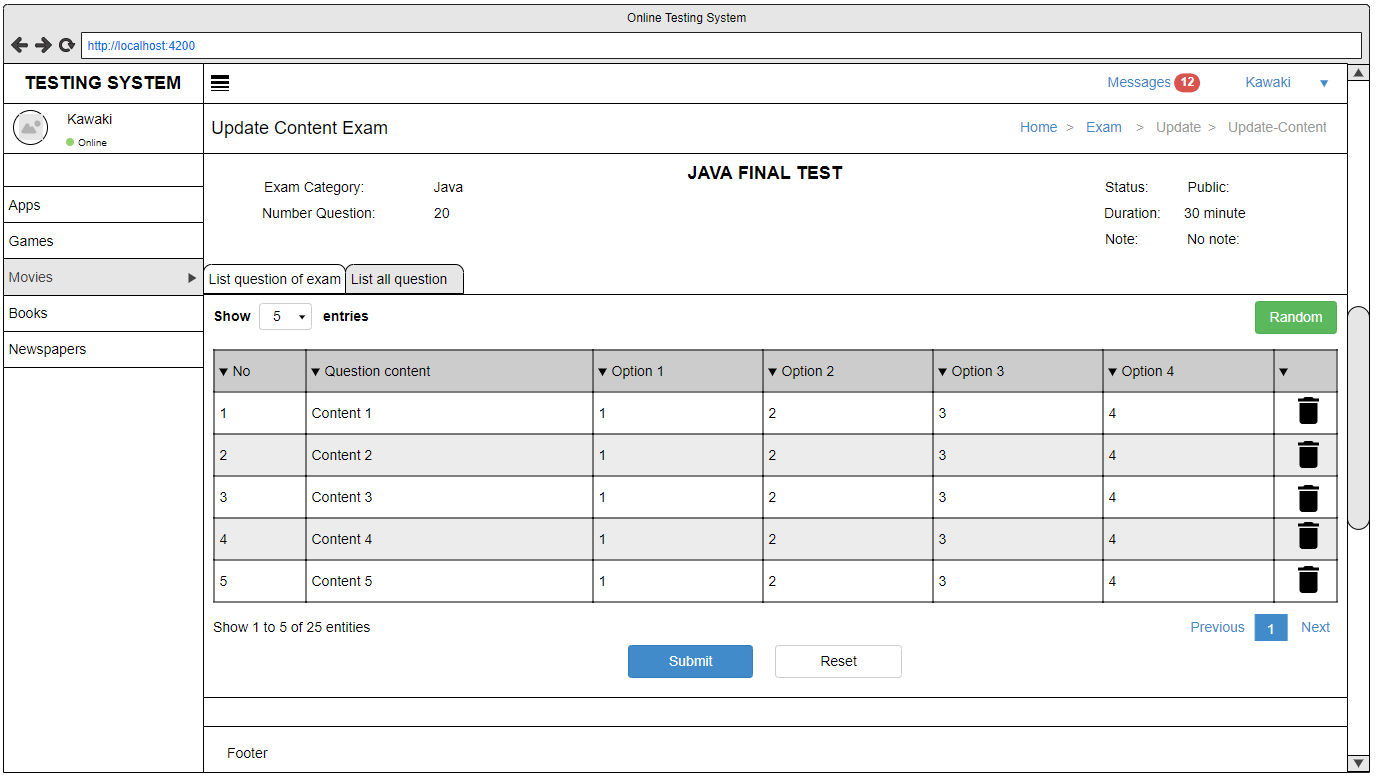 Online Testing System
http://localhost:4200
TESTING SYSTEM
Messages 12 Kawaki
Kawaki
Online
Update Content Exam
Home > Exam > Update > Update-Content
Apps
Games
Movies
Books
Newspapers
JAVA FINAL TEST
Exam Category: Java
Number Question: 20
Status: Public:
Duration: 30 minute
Note: No note:
List question of exam List all question
Show 5 entries
Random
No Question content Option 1 Option 2 Option 3 Option 4
1 Content 1 1 2 3 4
2 Content 2 1 2 3 4
3 Content 3 1 2 3 4
4 Content 4 1 2 3 4
5 Content 5 1 2 3 4
Show 1 to 5 of 25 entities
Previous 1 Next
Submit Reset
Footer